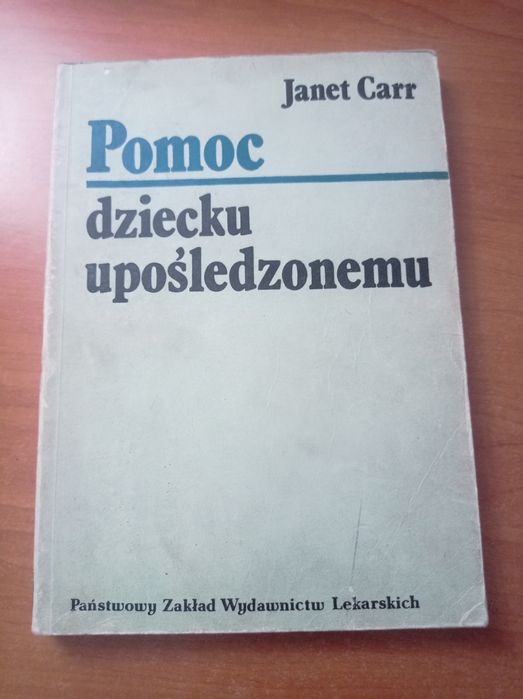 Janet Carr
Pomoc
dziecku
upośledzonemu
Państwowy Zakład Wydawnictw Lekarskich